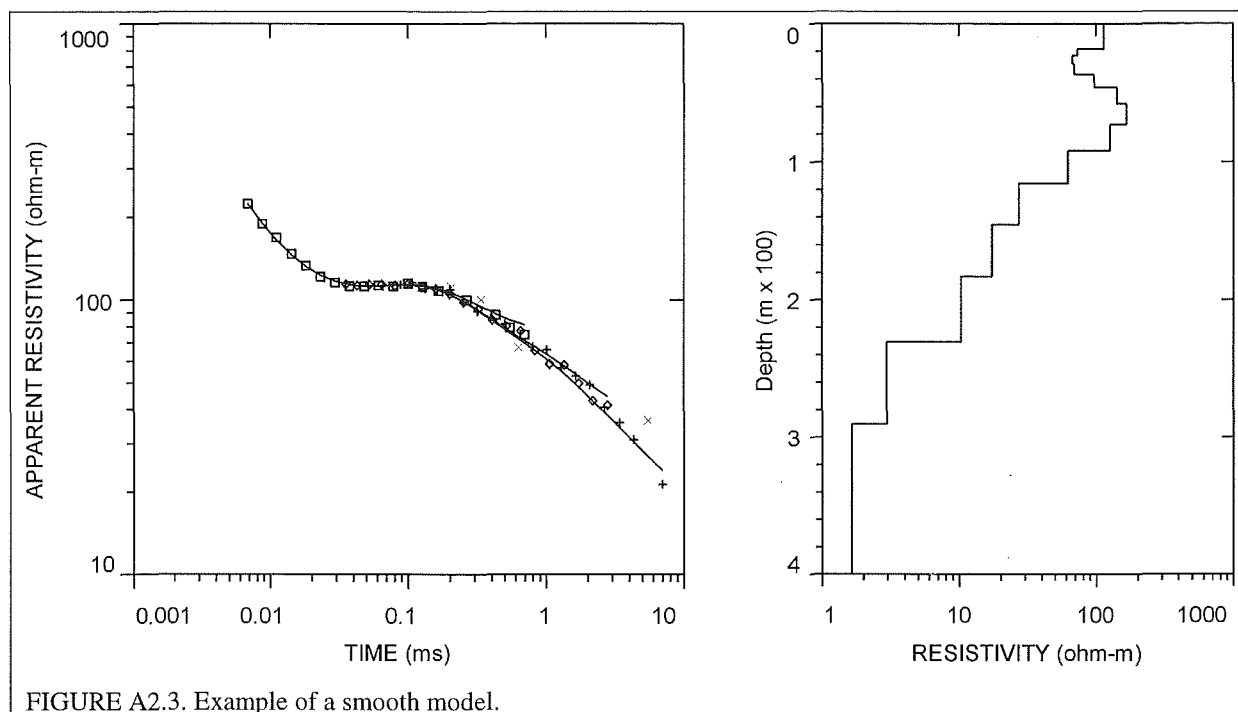 1000
100
10
APPARENT RESISTIVITY (ohm-m)
0.001 0.01 0.1 1 10
TIME (ms)
0
1
2
3
4
Depth (m x 100)
1 10 100 1000
RESISTIVITY (ohm-m)
FIGURE A2.3. Example of a smooth model.